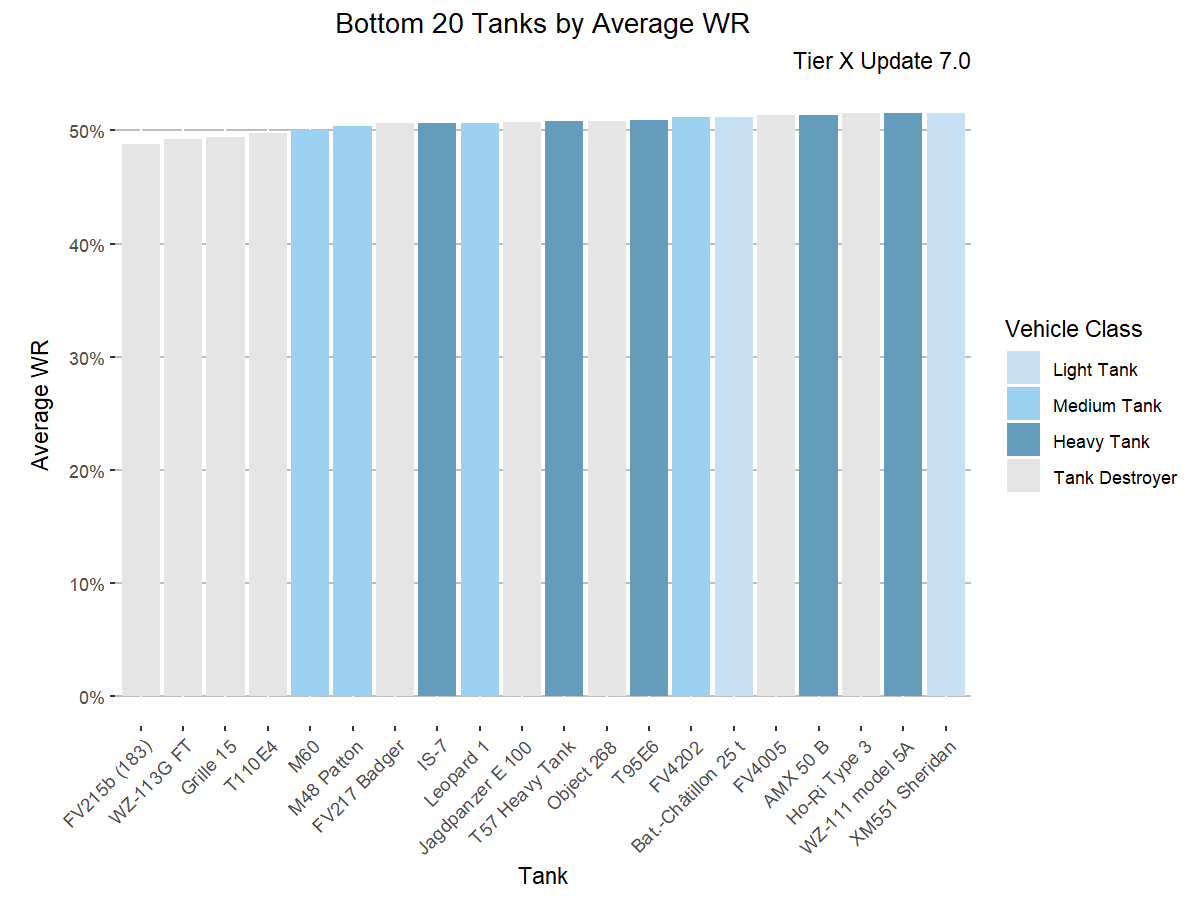 Bottom 20 Tanks by Average WR
Tier X Update 7.0
Average WR
50%
40%
30%
20%
10%
0%
FV215b (183)
WZ-113G FT
Grille 15
T110E4
M60
M48 Patton
FV217 Badger
IS-7
Leopard 1
Jagdpanzer E 100
T57 Heavy Tank
Object 268
T95E6
FV4202
Bat.-Châtillon 25 t
FV4005
AMX 50 B
Ho-Ri Type 3
WZ-111 model 5A
XM551 Sheridan
Tank
Vehicle Class
Light Tank
Medium Tank
Heavy Tank
Tank Destroyer